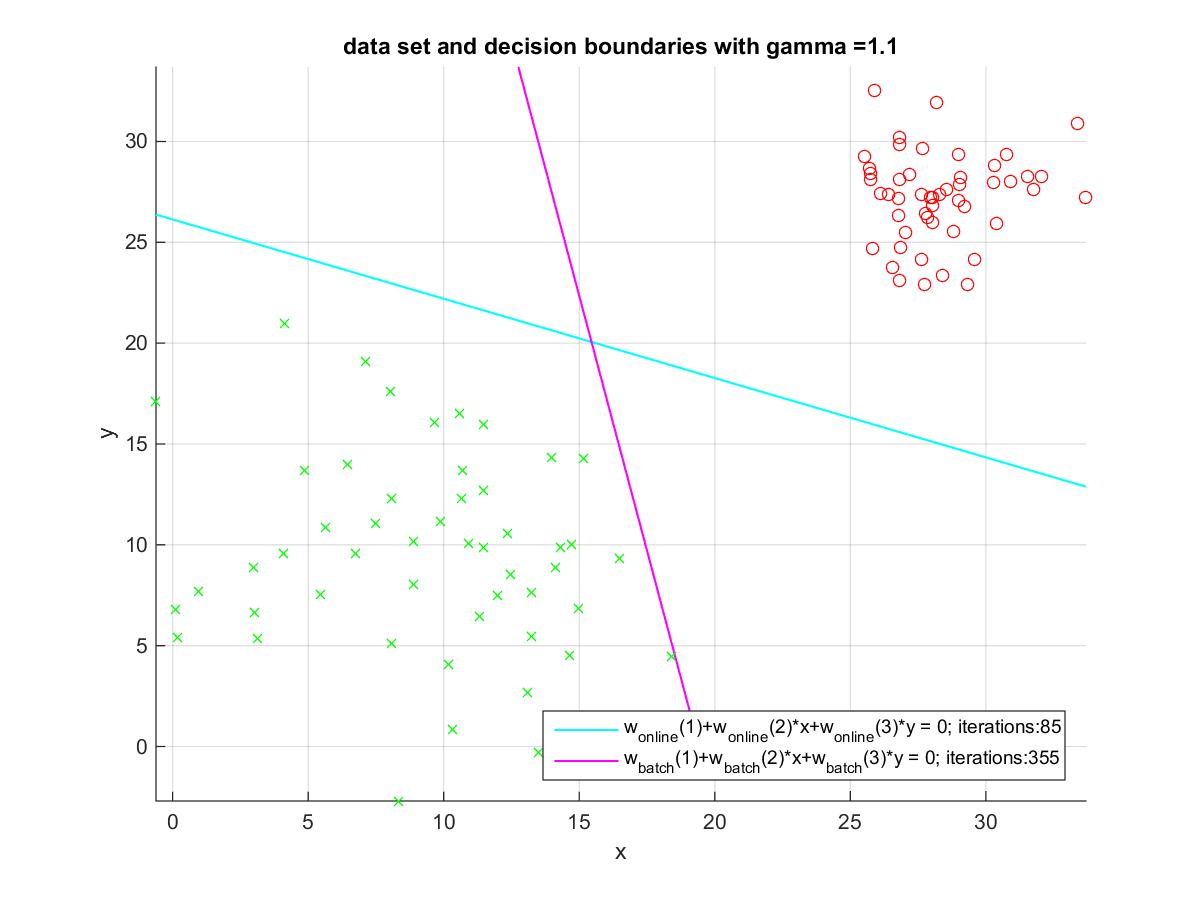 data set and decision boundaries with gamma =1.1
30
25
20
15
10
5
0
y
w_online(1)+w_online(2)*x+w_online(3)*y = 0; iterations:85
w_batch(1)+w_batch(2)*x+w_batch(3)*y = 0; iterations:355
0 5 10 15 20 25 30
x